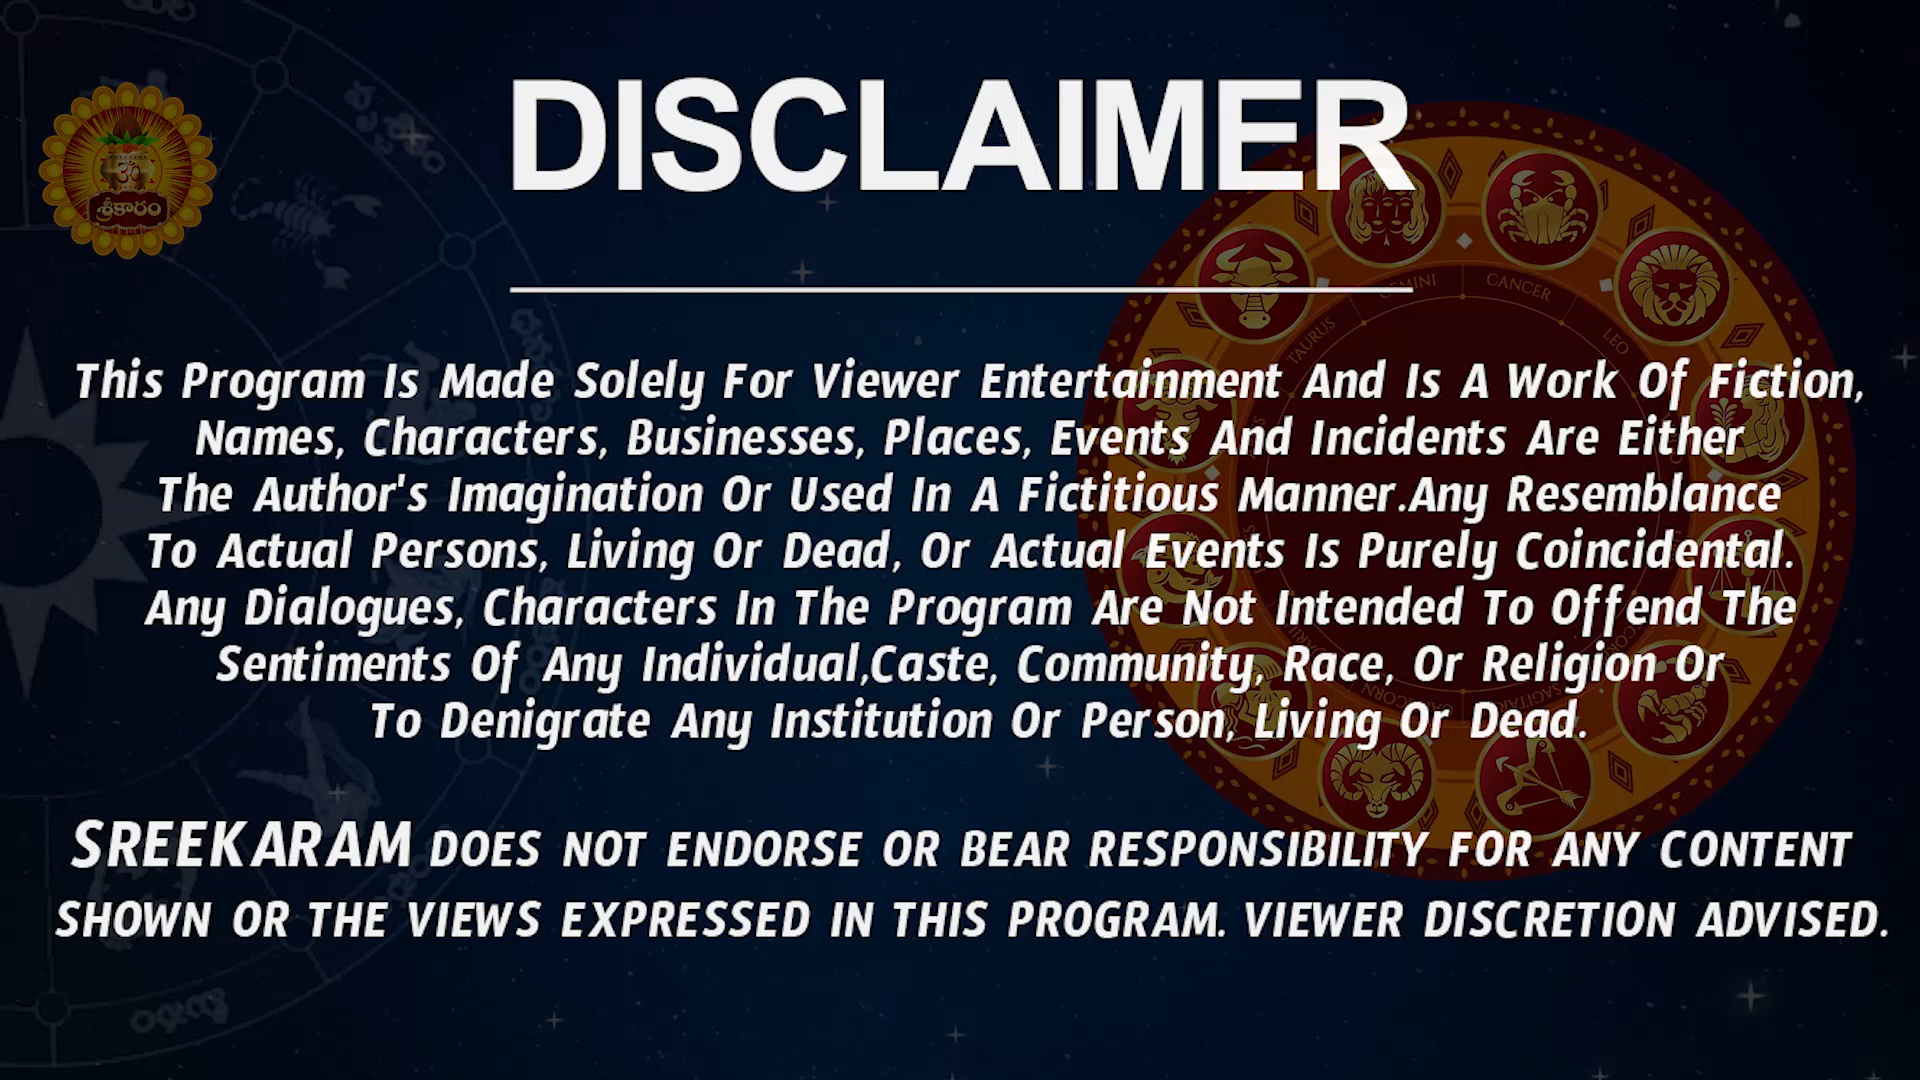 DISCLAIMER
ॐ
శ్రీకారం
GEMINI
CANCER
TAURUS
LEO
This Program Is Made Solely For Viewer Entertainment And Is A Work Of Fiction,
Names, Characters, Businesses, Places, Events And Incidents Are Either
The Author's Imagination Or Used In A Fictitious Manner.Any Resemblance
To Actual Persons, Living Or Dead, Or Actual Events Is Purely Coincidental.
Any Dialogues, Characters In The Program Are Not Intended To Offend The
Sentiments Of Any Individual,Caste, Community, Race, Or Religion Or
To Denigrate Any Institution Or Person, Living Or Dead.
SREEKARAM DOES NOT ENDORSE OR BEAR RESPONSIBILITY FOR ANY CONTENT
SHOWN OR THE VIEWS EXPRESSED IN THIS PROGRAM. VIEWER DISCRETION ADVISED.